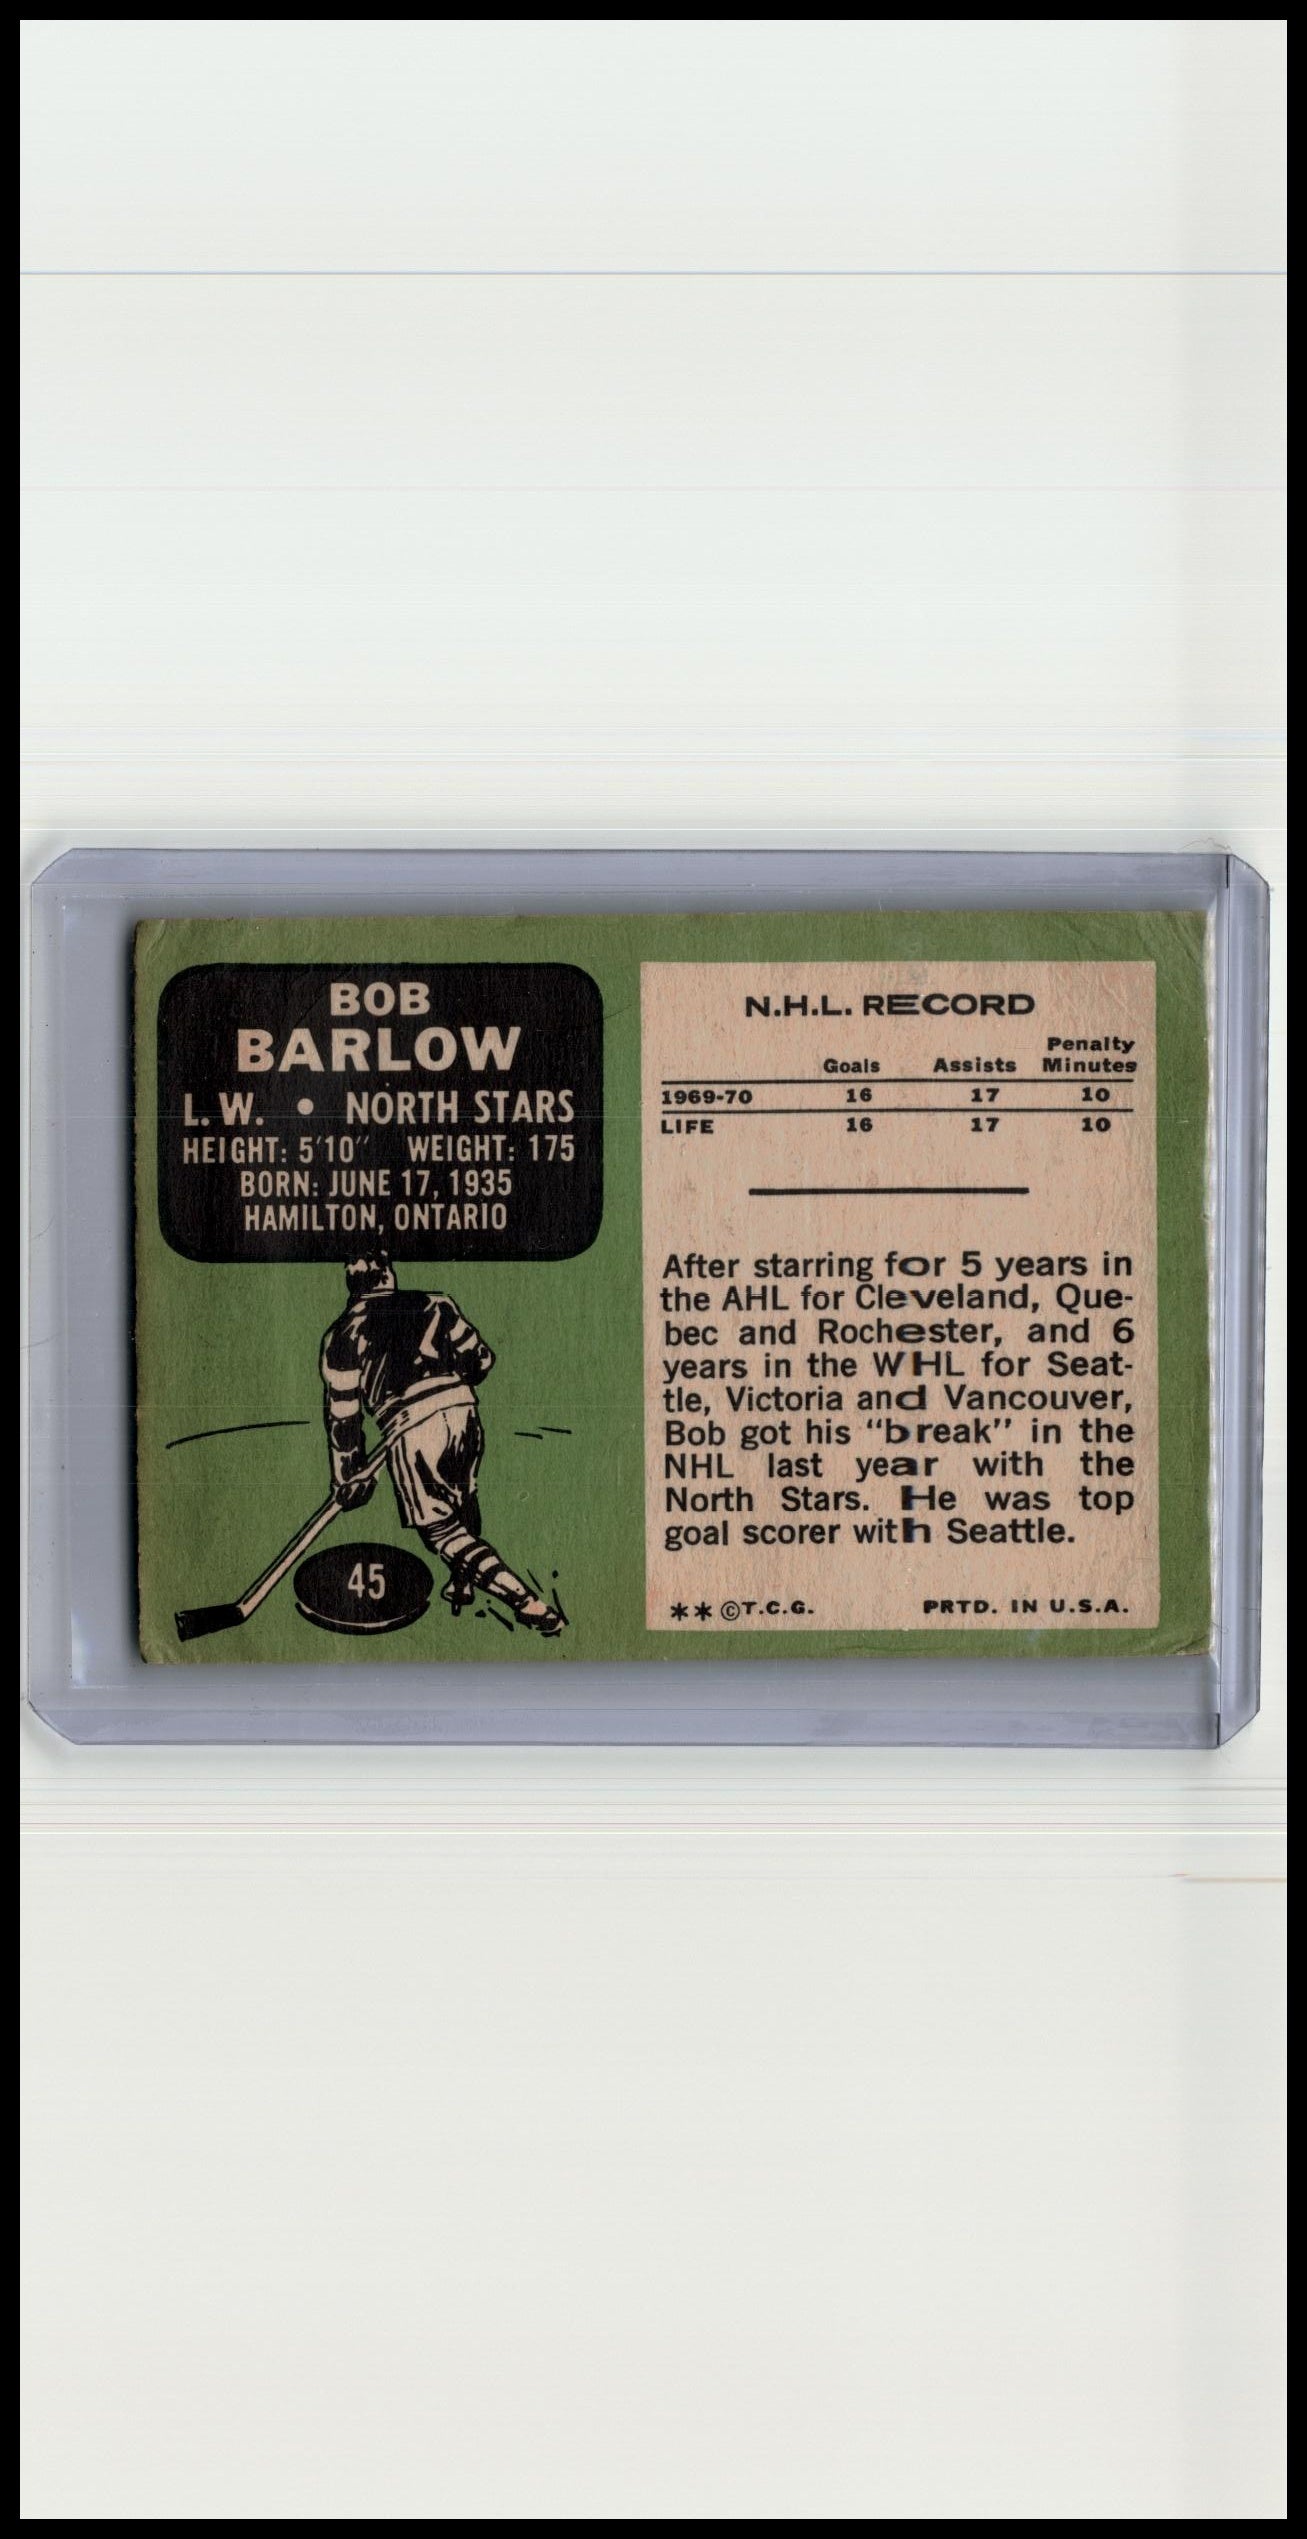 BOB
BARLOW
L.W. • NORTH STARS
HEIGHT: 5'10" WEIGHT: 175
BORN: JUNE 17, 1935
HAMILTON, ONTARIO
45
N.H.L. RECORD
Goals Assists Penalty Minutes
1969-70 16 17 10
LIFE 16 17 10
After starring for 5 years in
the AHL for Cleveland, Que-
bec and Rochester, and 6
years in the WHL for Seat-
tle, Victoria and Vancouver,
Bob got his "break" in the
NHL last year with the
North Stars. He was top
goal scorer with Seattle.
**©T.C.G. PRTD. IN U.S.A.